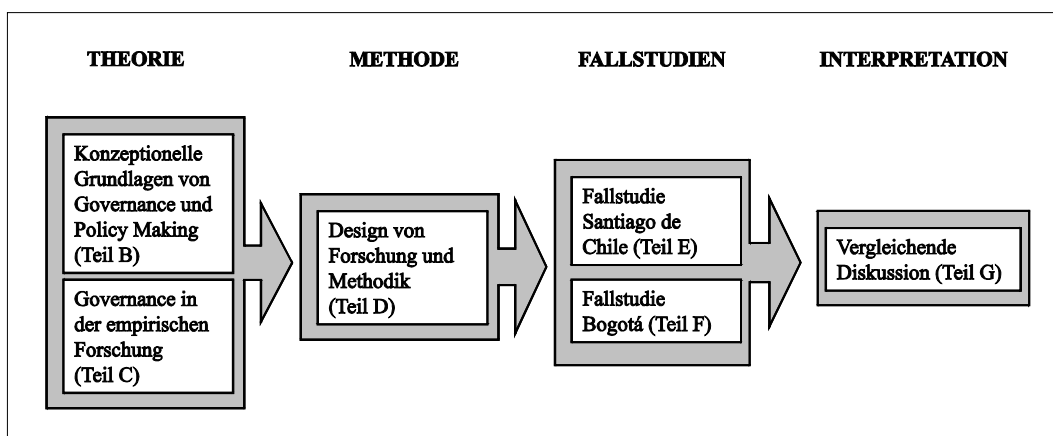 THEORIE
METHODE
FALLSTUDIEN
INTERPRETATION
Konzeptionelle
Grundlagen von
Governance und
Policy Making
(Teil B)
Governance in
der empirischen
Forschung
(Teil C)
Design von
Forschung und
Methodik
(Teil D)
Fallstudie
Santiago de
Chile (Teil E)
Fallstudie
Bogotá (Teil F)
Vergleichende
Diskussion (Teil G)